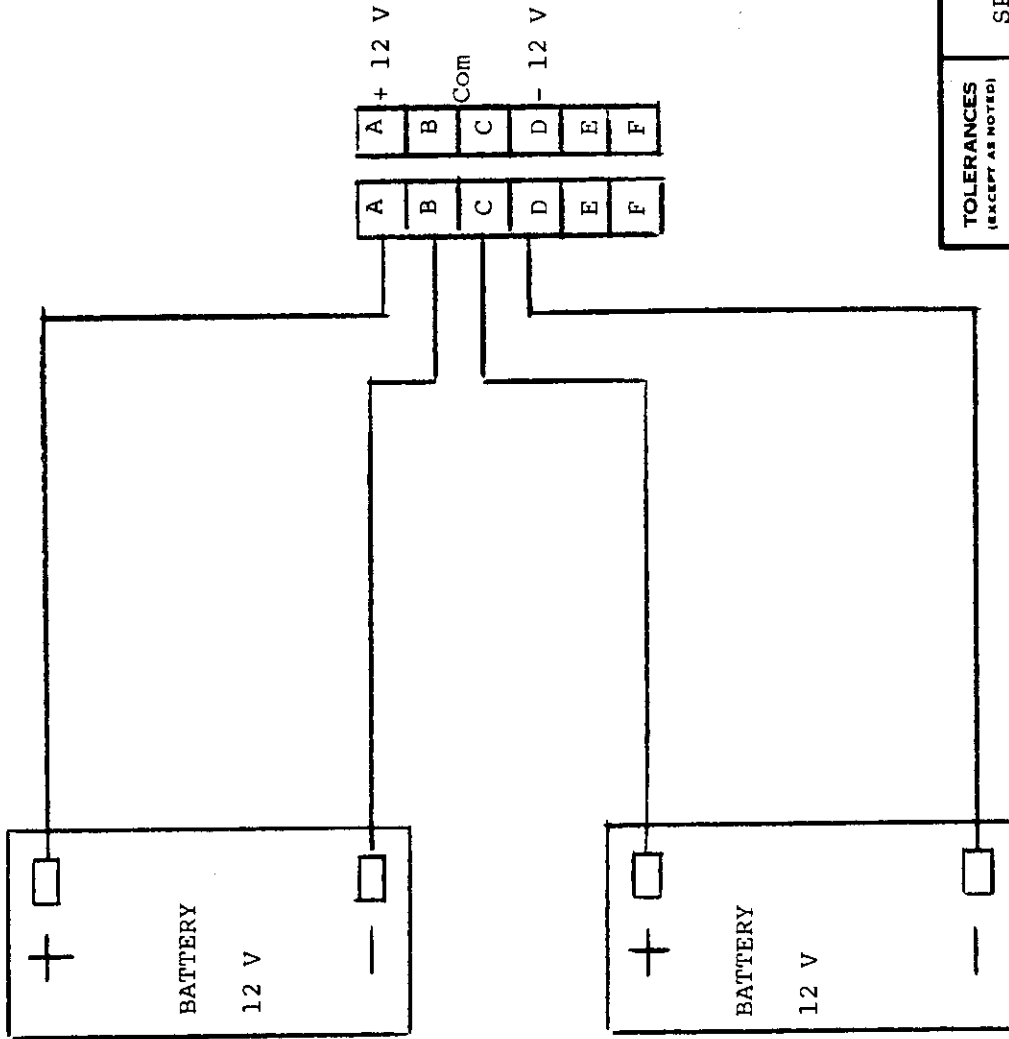 + 12 V
Com
- 12 V
A
B
C
D
E
F
A
B
C
D
E
F
+
BATTERY
12 V
-
+
BATTERY
12 V
-
TOLERANCES
(EXCEPT AS NOTED)